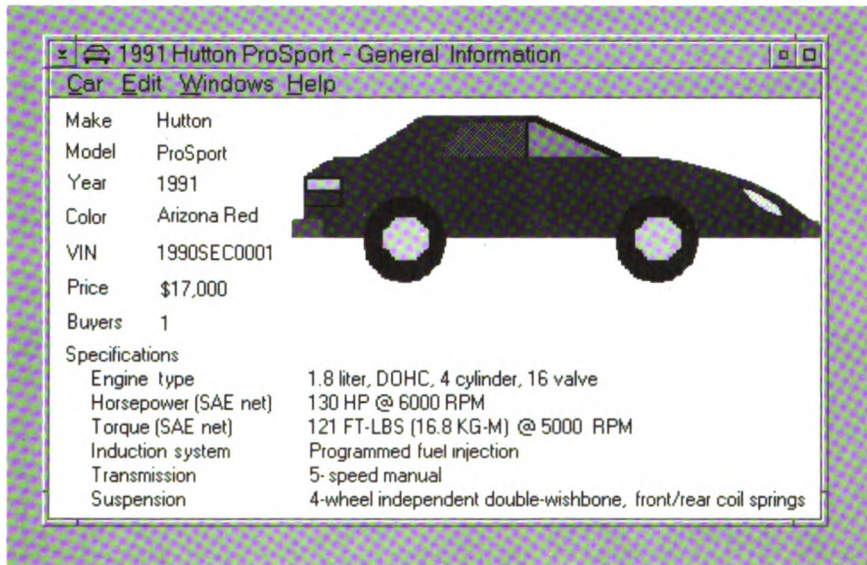 1991 Hutton ProSport - General Information
Car Edit Windows Help
Make Hutton
Model ProSport
Year 1991
Color Arizona Red
VIN 1990SEC0001
Price $17,000
Buyers 1
Specifications
Engine type 1.8 liter, DOHC, 4 cylinder, 16 valve
Horsepower (SAE net) 130 HP @ 6000 RPM
Torque (SAE net) 121 FT-LBS (16.8 KG-M) @ 5000 RPM
Induction system Programmed fuel injection
Transmission 5-speed manual
Suspension 4-wheel independent double-wishbone, front/rear coil springs